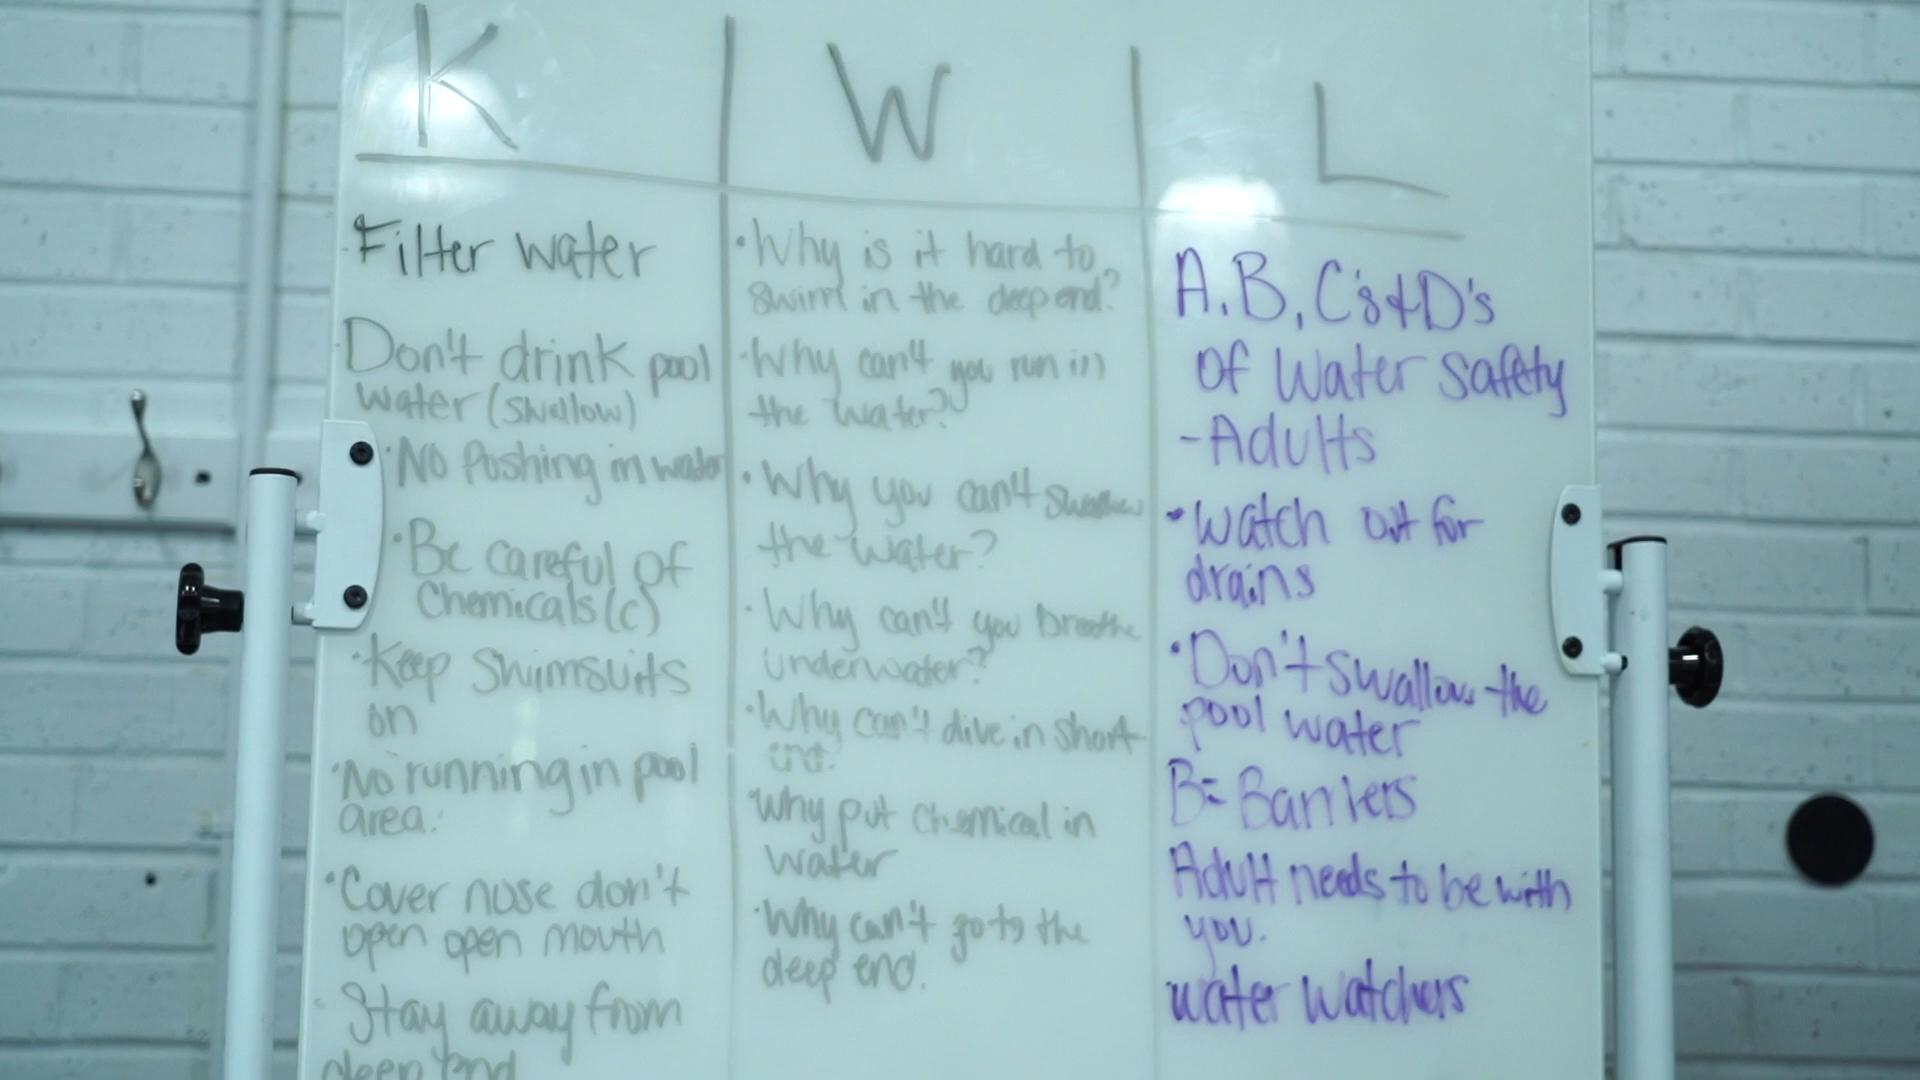 K
Filter water
Don't drink pool
water (swallow)
• No Pushing in water
• Be careful of
Chemicals (c)
• Keep Swimsuits
on
• No running in pool
area.
• Cover nose don't
open open mouth
• Stay away from
deep end
W
• Why is it hard to
swim in the deep end?
• Why can't you run in
the water?
• Why you can't swallow
the water?
• Why can't you breathe
underwater?
• Why can't dive in short
end.
• Why put chemical in
water
• Why can't go to the
deep end.
L
A, B, C's & D's
of Water Safety
- Adults
• Watch out for
drains
• Don't swallow the
pool water
B = Barriers
Adult needs to be with
you.
water watchers